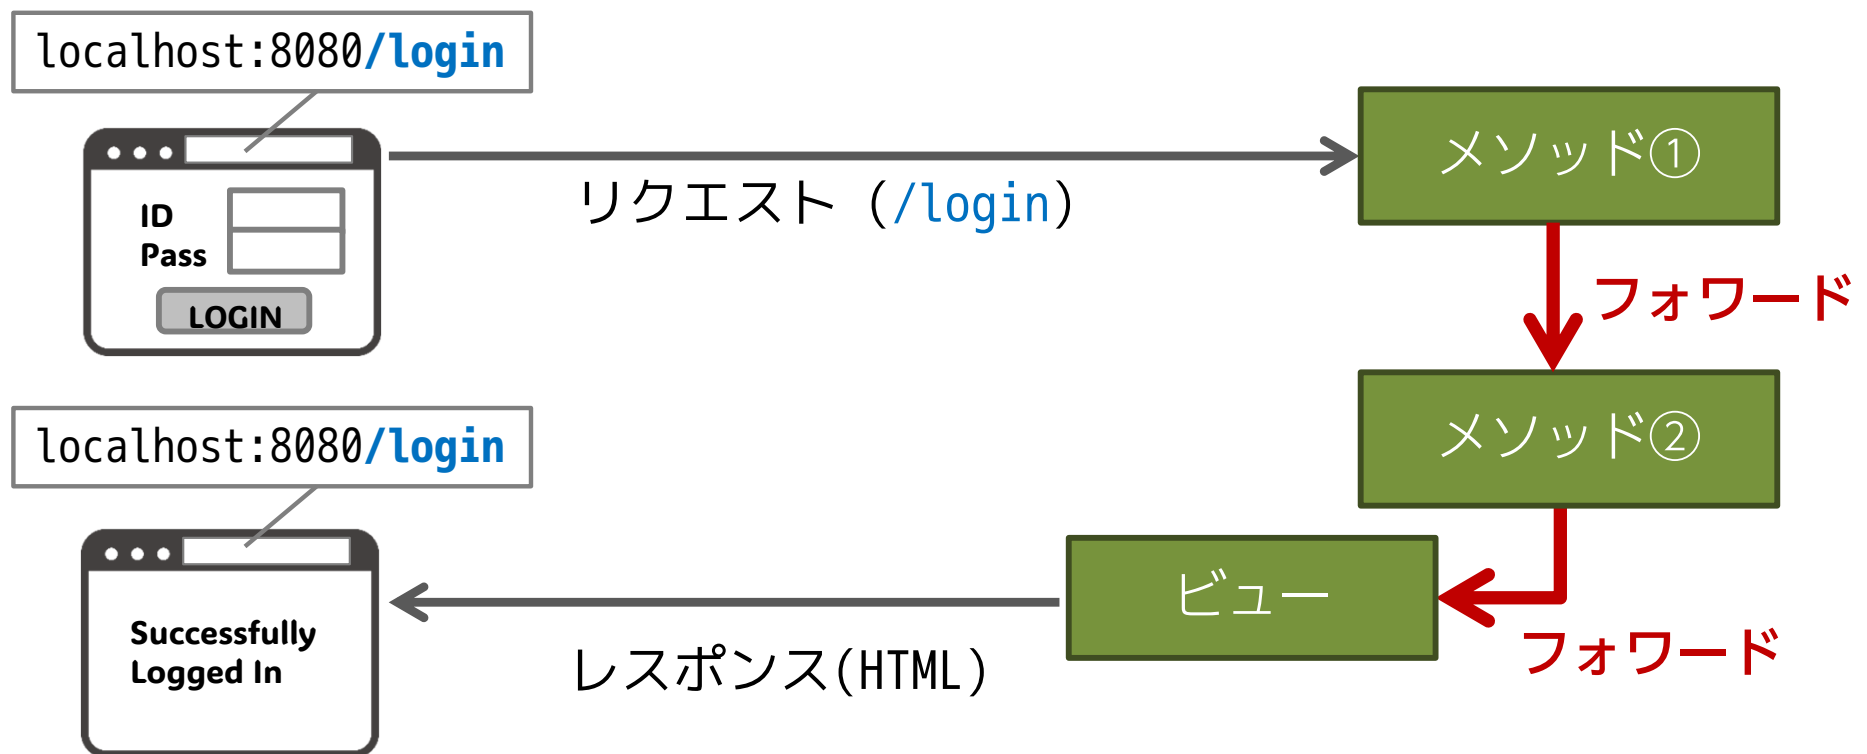 localhost:8080/login
ID
Pass
LOGIN
リクエスト (/login)
メソッド①
フォワード
メソッド②
フォワード
ビュー
レスポンス(HTML)
localhost:8080/login
Successfully
Logged In